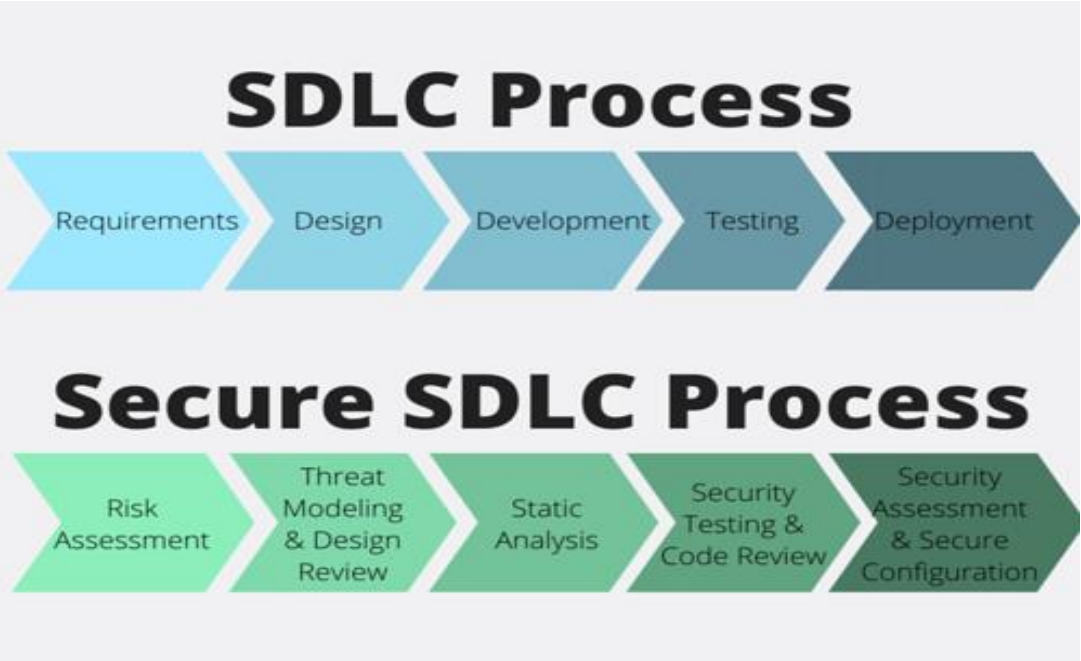 SDLC Process
Requirements
Design
Development
Testing
Deployment
Secure SDLC Process
Risk
Assessment
Threat
Modeling
& Design
Review
Static
Analysis
Security
Testing &
Code Review
Security
Assessment
& Secure
Configuration